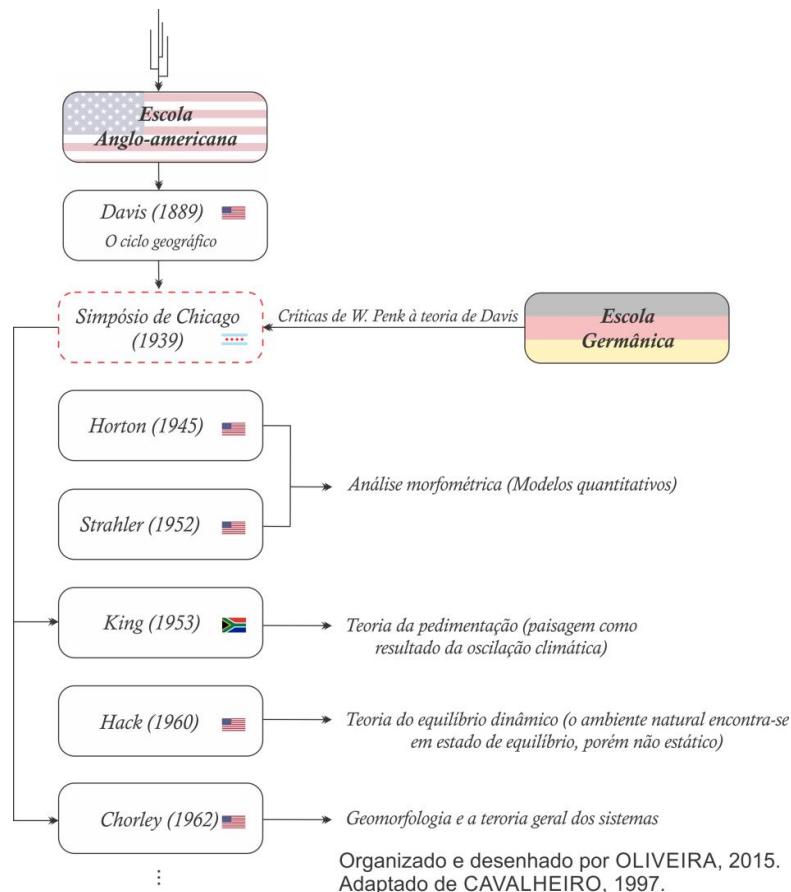 Escola
Anglo-americana
Davis (1889)
O ciclo geográfico
Simpósio de Chicago
(1939)
Críticas de W. Penk à teoria de Davis
Escola
Germânica
Horton (1945)
Análise morfométrica (Modelos quantitativos)
Strahler (1952)
King (1953)
Teoria da pedimentação (paisagem como
resultado da oscilação climática)
Hack (1960)
Teoria do equilíbrio dinâmico (o ambiente natural encontra-se
em estado de equilíbrio, porém não estático)
Chorley (1962)
Geomorfologia e a teroria geral dos sistemas
Organizado e desenhado por OLIVEIRA, 2015.
Adaptado de CAVALHEIRO, 1997.